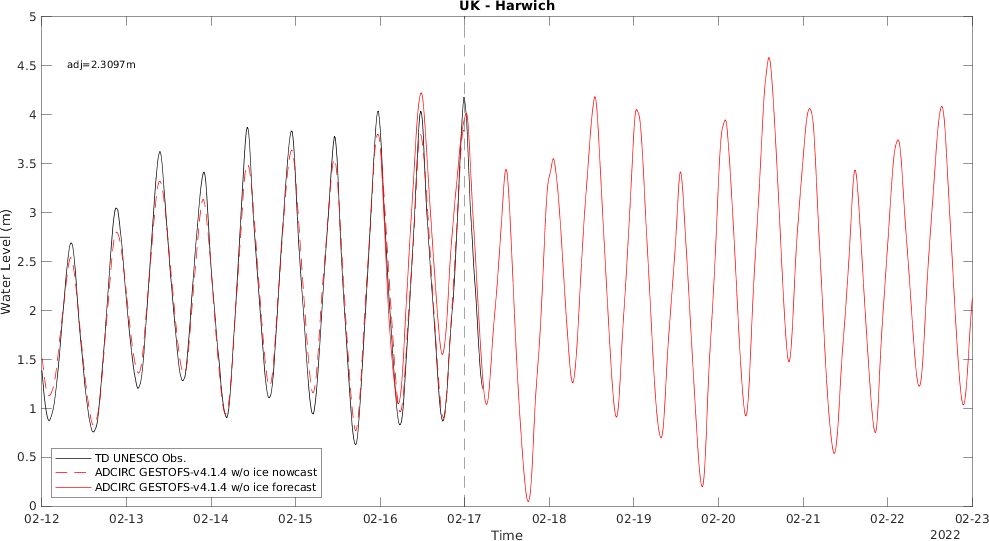 UK - Harwich
5
4.5
4
3.5
3
2.5
2
1.5
1
0.5
0
Water Level (m)
adj=2.3097m
TD UNESCO Obs.
ADCIRC GESTOFS-v4.1.4 w/o ice nowcast
ADCIRC GESTOFS-v4.1.4 w/o ice forecast
02-12 02-13 02-14 02-15 02-16 02-17 02-18 02-19 02-20 02-21 02-22 02-23
Time
2022